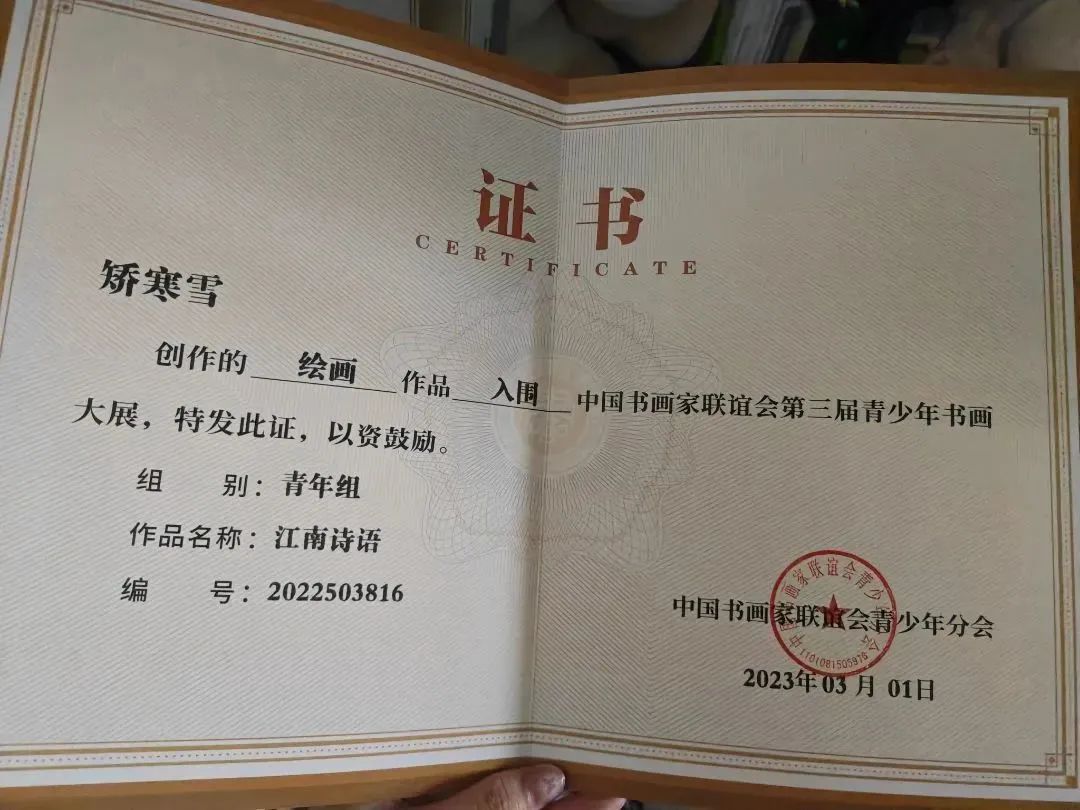 证书
CERTIFICATE
矫寒雪
创作的 绘画 作品 入围 中国书画家联谊会第三届青少年书画
大展，特发此证，以资鼓励。
组 别：青年组
作品名称：江南诗语
编 号：2022503816
中国书画家联谊会青少年分会
2023年03月01日
1101081505976